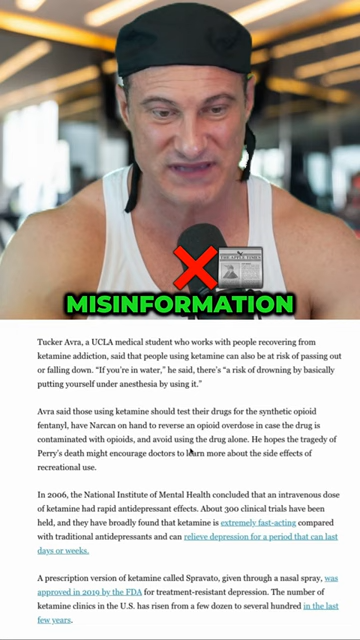 MISINFORMATION
Tucker Avra, a UCLA medical student who works with people recovering from
ketamine addiction, said that people using ketamine can also be at risk of passing out
or falling down. “If you're in water,” he said, there's “a risk of drowning by basically
putting yourself under anesthesia by using it.”
Avra said those using ketamine should test their drugs for the synthetic opioid
fentanyl, have Narcan on hand to reverse an opioid overdose in case the drug is
contaminated with opioids, and avoid using the drug alone. He hopes the tragedy of
Perry's death might encourage doctors to learn more about the side effects of
recreational use.
In 2006, the National Institute of Mental Health concluded that an intravenous dose
of ketamine had rapid antidepressant effects. About 300 clinical trials have been
held, and they have broadly found that ketamine is extremely fast-acting compared
with traditional antidepressants and can relieve depression for a period that can last
days or weeks.
A prescription version of ketamine called Spravato, given through a nasal spray, was
approved in 2019 by the FDA for treatment-resistant depression. The number of
ketamine clinics in the U.S. has risen from a few dozen to several hundred in the last
few years.